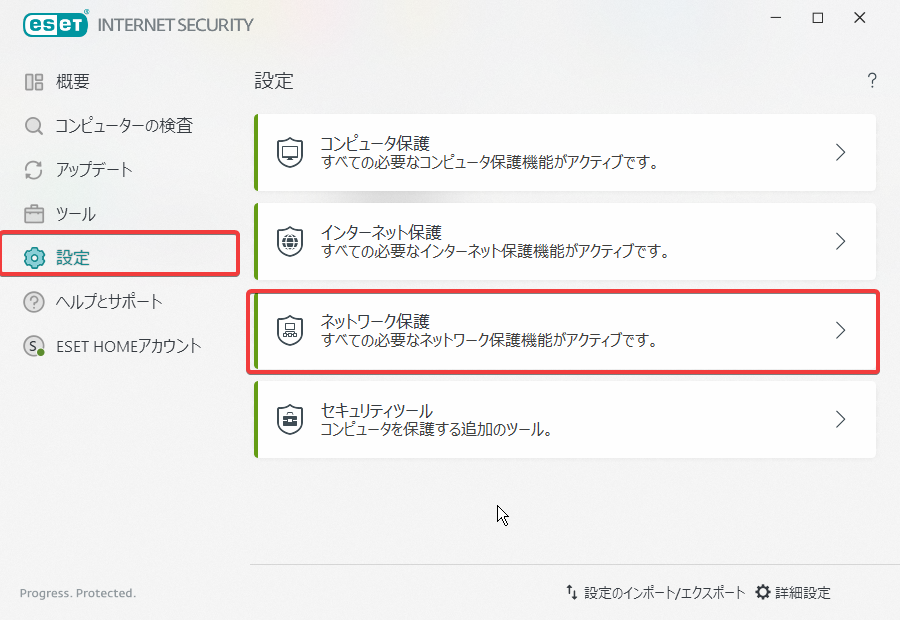 eset INTERNET SECURITY
概要
コンピューターの検査
アップデート
ツール
設定
ヘルプとサポート
S ESET HOMEアカウント
設定
?
コンピュータ保護
すべての必要なコンピュータ保護機能がアクティブです。
インターネット保護
すべての必要なインターネット保護機能がアクティブです。
ネットワーク保護
すべての必要なネットワーク保護機能がアクティブです。
セキュリティツール
コンピュータを保護する追加のツール。
Progress. Protected.
設定のインポート/エクスポート
詳細設定